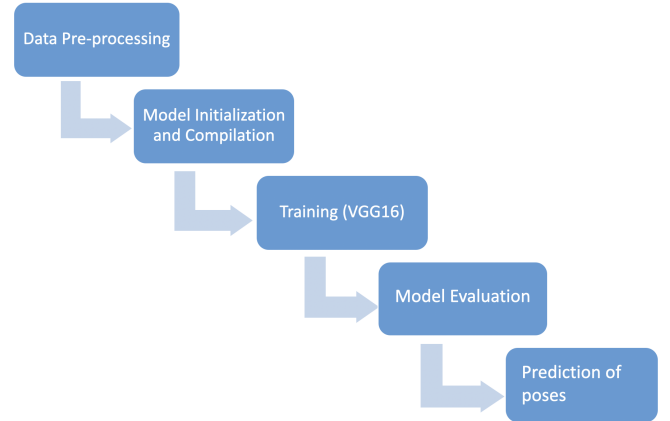 Data Pre-processing
Model Initialization
and Compilation
Training (VGG16)
Model Evaluation
Prediction of
poses